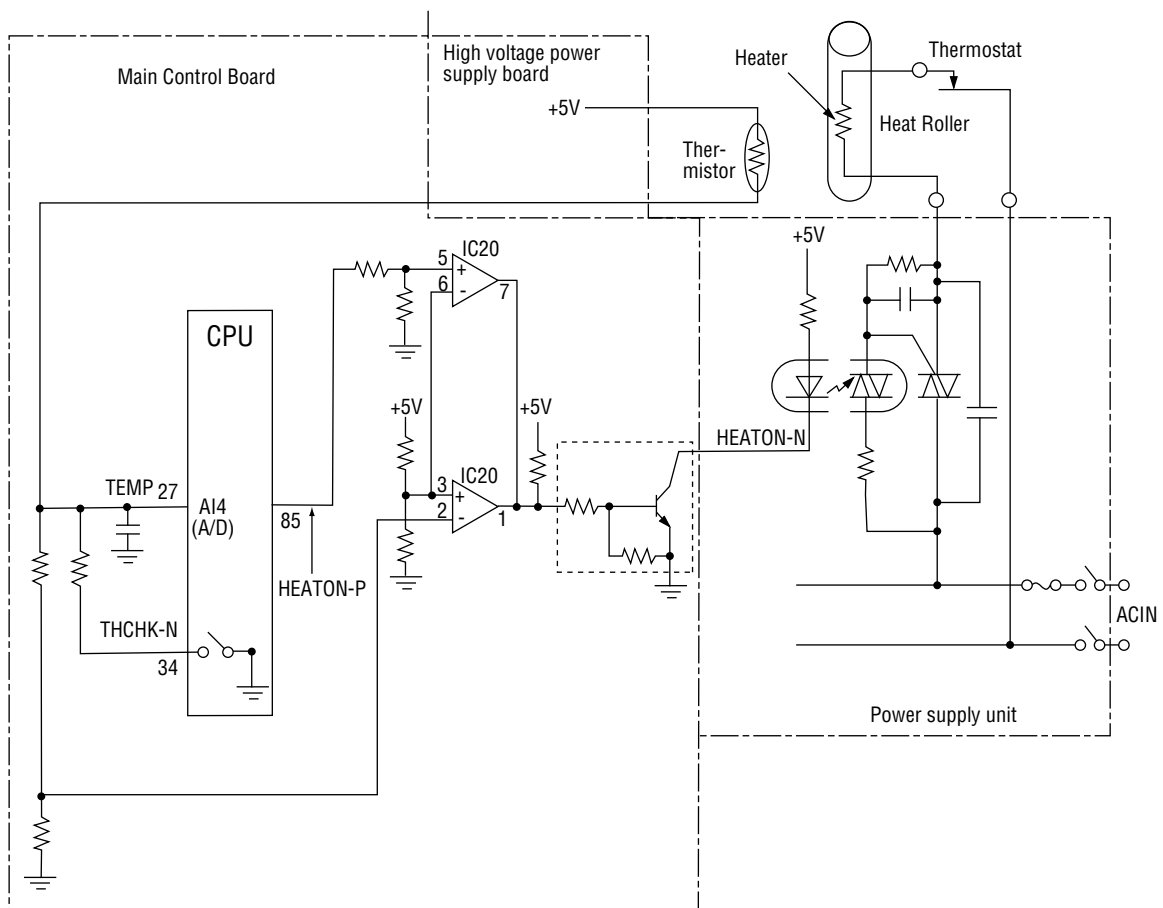 Main Control Board
High voltage power
supply board
+5V
Ther-
mistor
Heater
Thermostat
Heat Roller
+5V
IC20
5
+
6
-
7
CPU
+5V
+5V
HEATON-N
IC20
3
+
2
-
1
TEMP 27
AI4
(A/D)
85
HEATON-P
THCHK-N
34
ACIN
Power supply unit